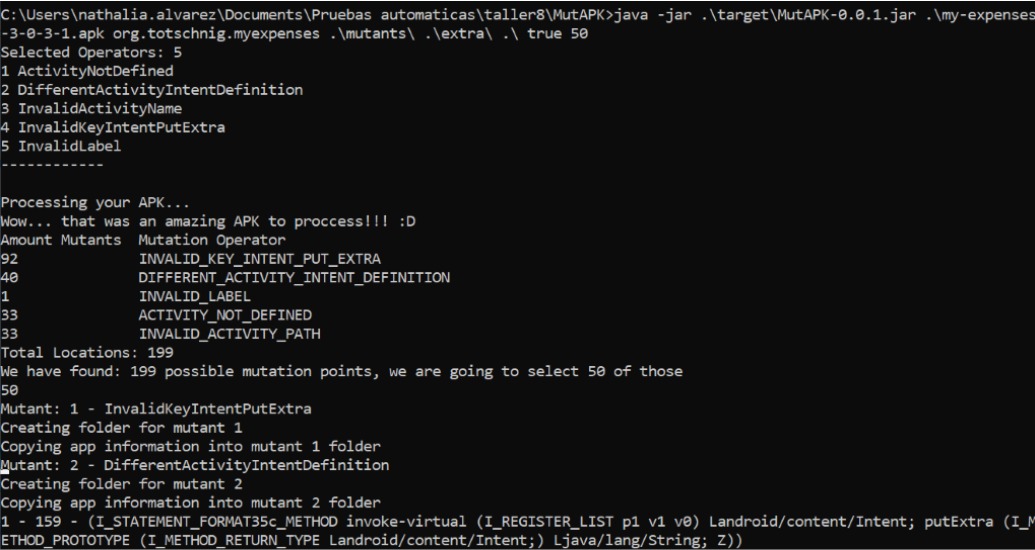 C:\Users\nathalia.alvarez\Documents\Pruebas automaticas\taller8\MutAPK>java -jar .\target\MutAPK-0.0.1.jar .\my-expenses
-3-0-3-1.apk org.totschnig.myexpenses .\mutants\ .\extra\ .\ true 50
Selected Operators: 5
1 ActivityNotDefined
2 DifferentActivityIntentDefinition
3 InvalidActivityName
4 InvalidKeyIntentPutExtra
5 InvalidLabel
------------
Processing your APK...
Wow... that was an amazing APK to proccess!!! :D
Amount Mutants  Mutation Operator
92              INVALID_KEY_INTENT_PUT_EXTRA
40              DIFFERENT_ACTIVITY_INTENT_DEFINITION
1               INVALID_LABEL
33              ACTIVITY_NOT_DEFINED
33              INVALID_ACTIVITY_PATH
Total Locations: 199
We have found: 199 possible mutation points, we are going to select 50 of those
50
Mutant: 1 - InvalidKeyIntentPutExtra
Creating folder for mutant 1
Copying app information into mutant 1 folder
Mutant: 2 - DifferentActivityIntentDefinition
Creating folder for mutant 2
Copying app information into mutant 2 folder
1 - 159 - (I_STATEMENT_FORMAT35c_METHOD invoke-virtual (I_REGISTER_LIST p1 v1 v0) Landroid/content/Intent; putExtra (I_M
ETHOD_PROTOTYPE (I_METHOD_RETURN_TYPE Landroid/content/Intent;) Ljava/lang/String; Z))